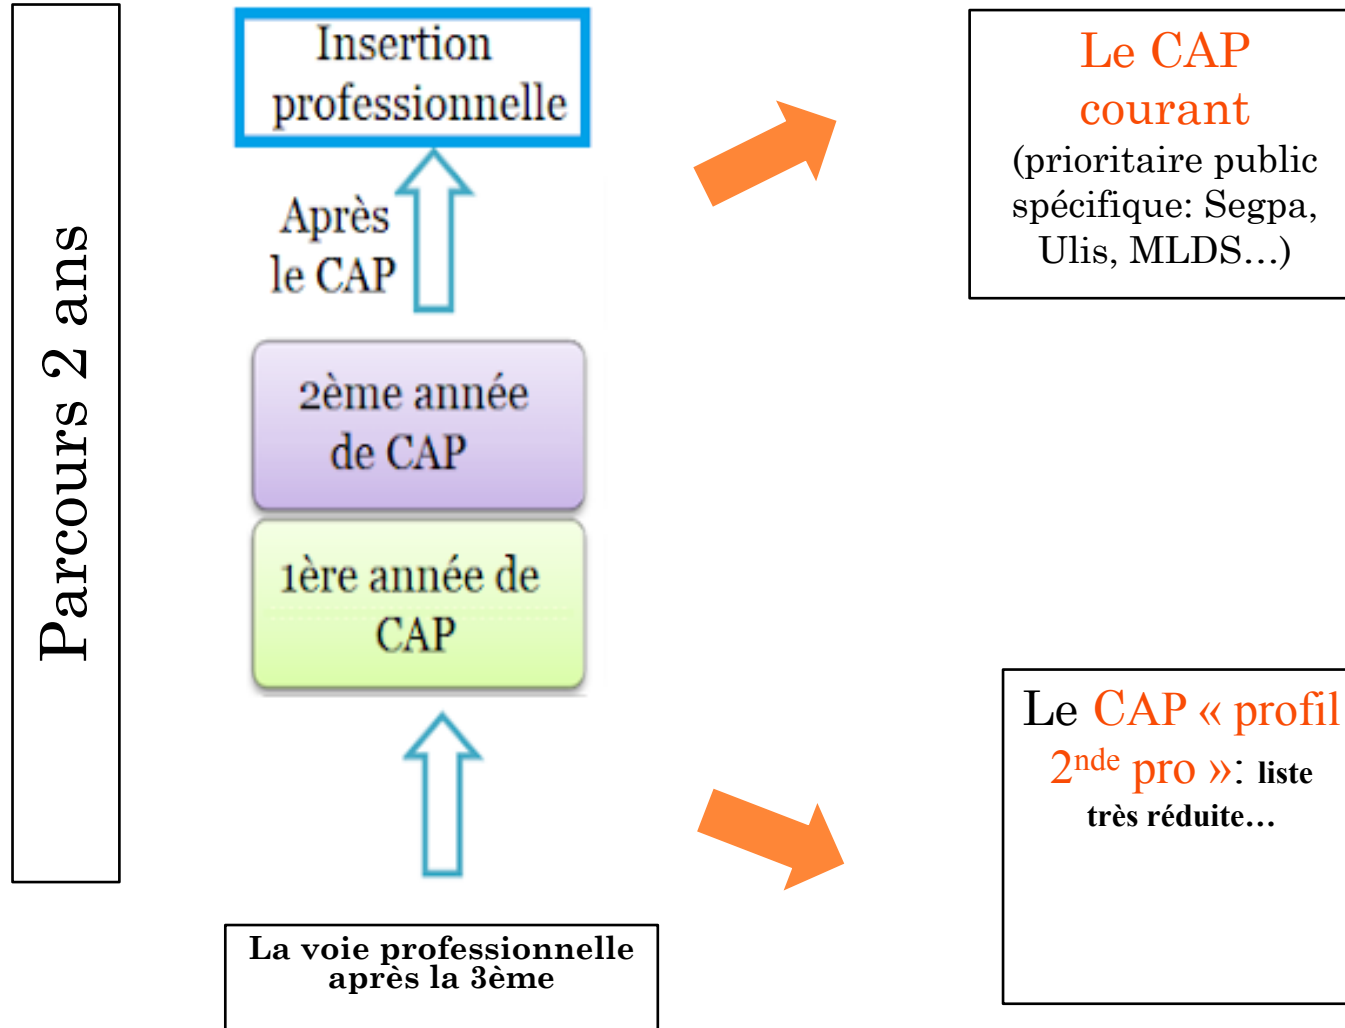 Parcours 2 ans
Insertion
professionnelle
Après
le CAP
2ème année
de CAP
1ère année de
CAP
La voie professionnelle
après la 3ème
Le CAP
courant
(prioritaire public
spécifique: Segpa,
Ulis, MLDS...)
Le CAP « profil
2nde pro »: liste
très réduite...